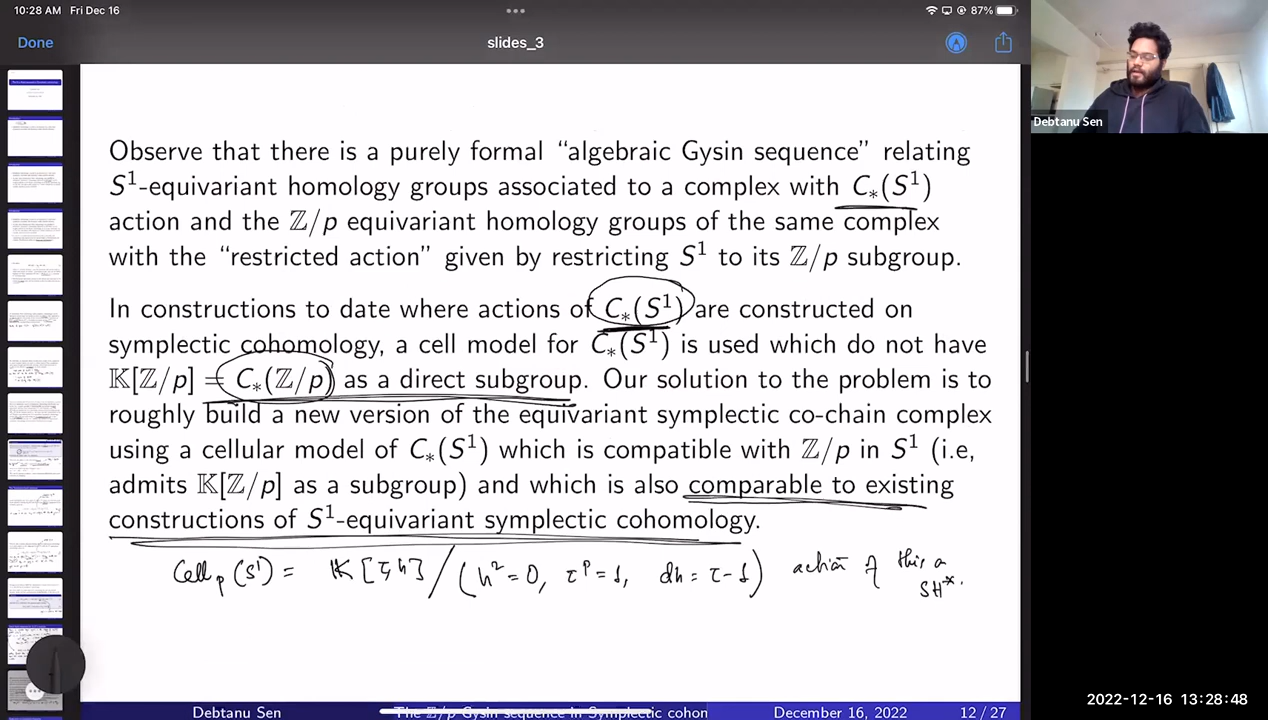 10:28 AM Fri Dec 16
87%
Done
slides_3
Debtanu Sen
Observe that there is a purely formal “algebraic Gysin sequence” relating
S¹-equivariant homology groups associated to a complex with C∗(S¹)
action and the ℤ/p equivariant homology groups of the same complex
with the “restricted action” given by restricting S¹ to its ℤ/p subgroup.
In constructions to date where actions of C∗(S¹) are constructed on
symplectic cohomology, a cell model for C∗(S¹) is used which do not have
𝕂[ℤ/p] = C∗(ℤ/p) as a direct subgroup. Our solution to the problem is to
roughly build a new version of the equivariant symplectic co-chain complex
using a cellular model of C∗(S¹) which is compatible with ℤ/p in S¹ (i.e,
admits 𝕂[ℤ/p] as a subgroup) and which is also comparable to existing
constructions of S¹-equivariant symplectic cohomology.
Cellₚ(S¹) = 𝕂[τ,h] / (h² = 0, τᵖ = 1, dh = τ - 1) action of this
SH*.
Debtanu Sen
The ℤ/p Gysin sequence in Symplectic cohon
December 16, 2022
12 / 27
2022-12-16 13:28:48